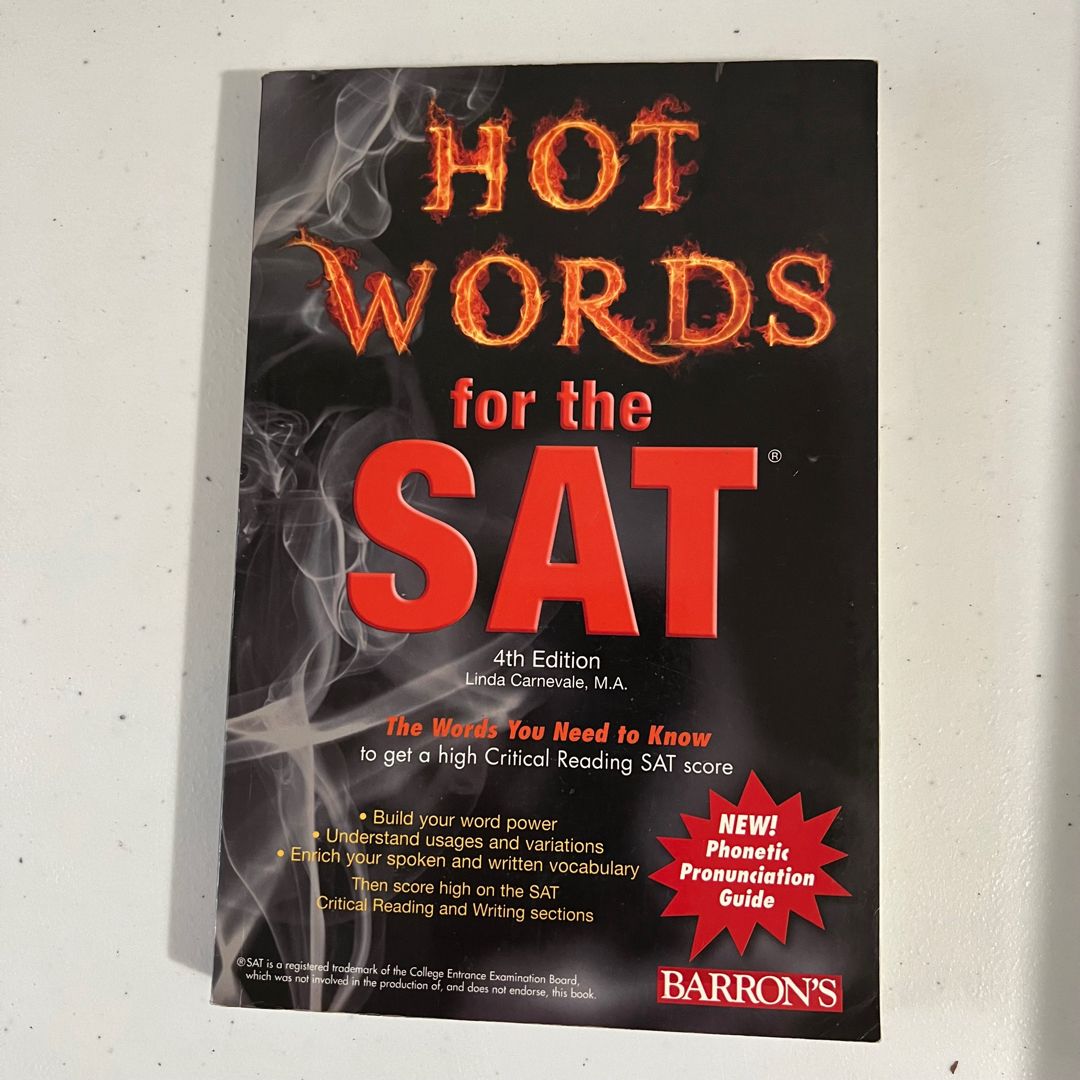 HOT
WORDS
for the
SAT®
4th Edition
Linda Carnevale, M.A.
The Words You Need to Know
to get a high Critical Reading SAT score
• Build your word power
• Understand usages and variations
• Enrich your spoken and written vocabulary
Then score high on the SAT
Critical Reading and Writing sections
NEW!
Phonetic
Pronunciation
Guide
®SAT is a registered trademark of the College Entrance Examination Board,
which was not involved in the production of, and does not endorse, this book.
BARRON'S